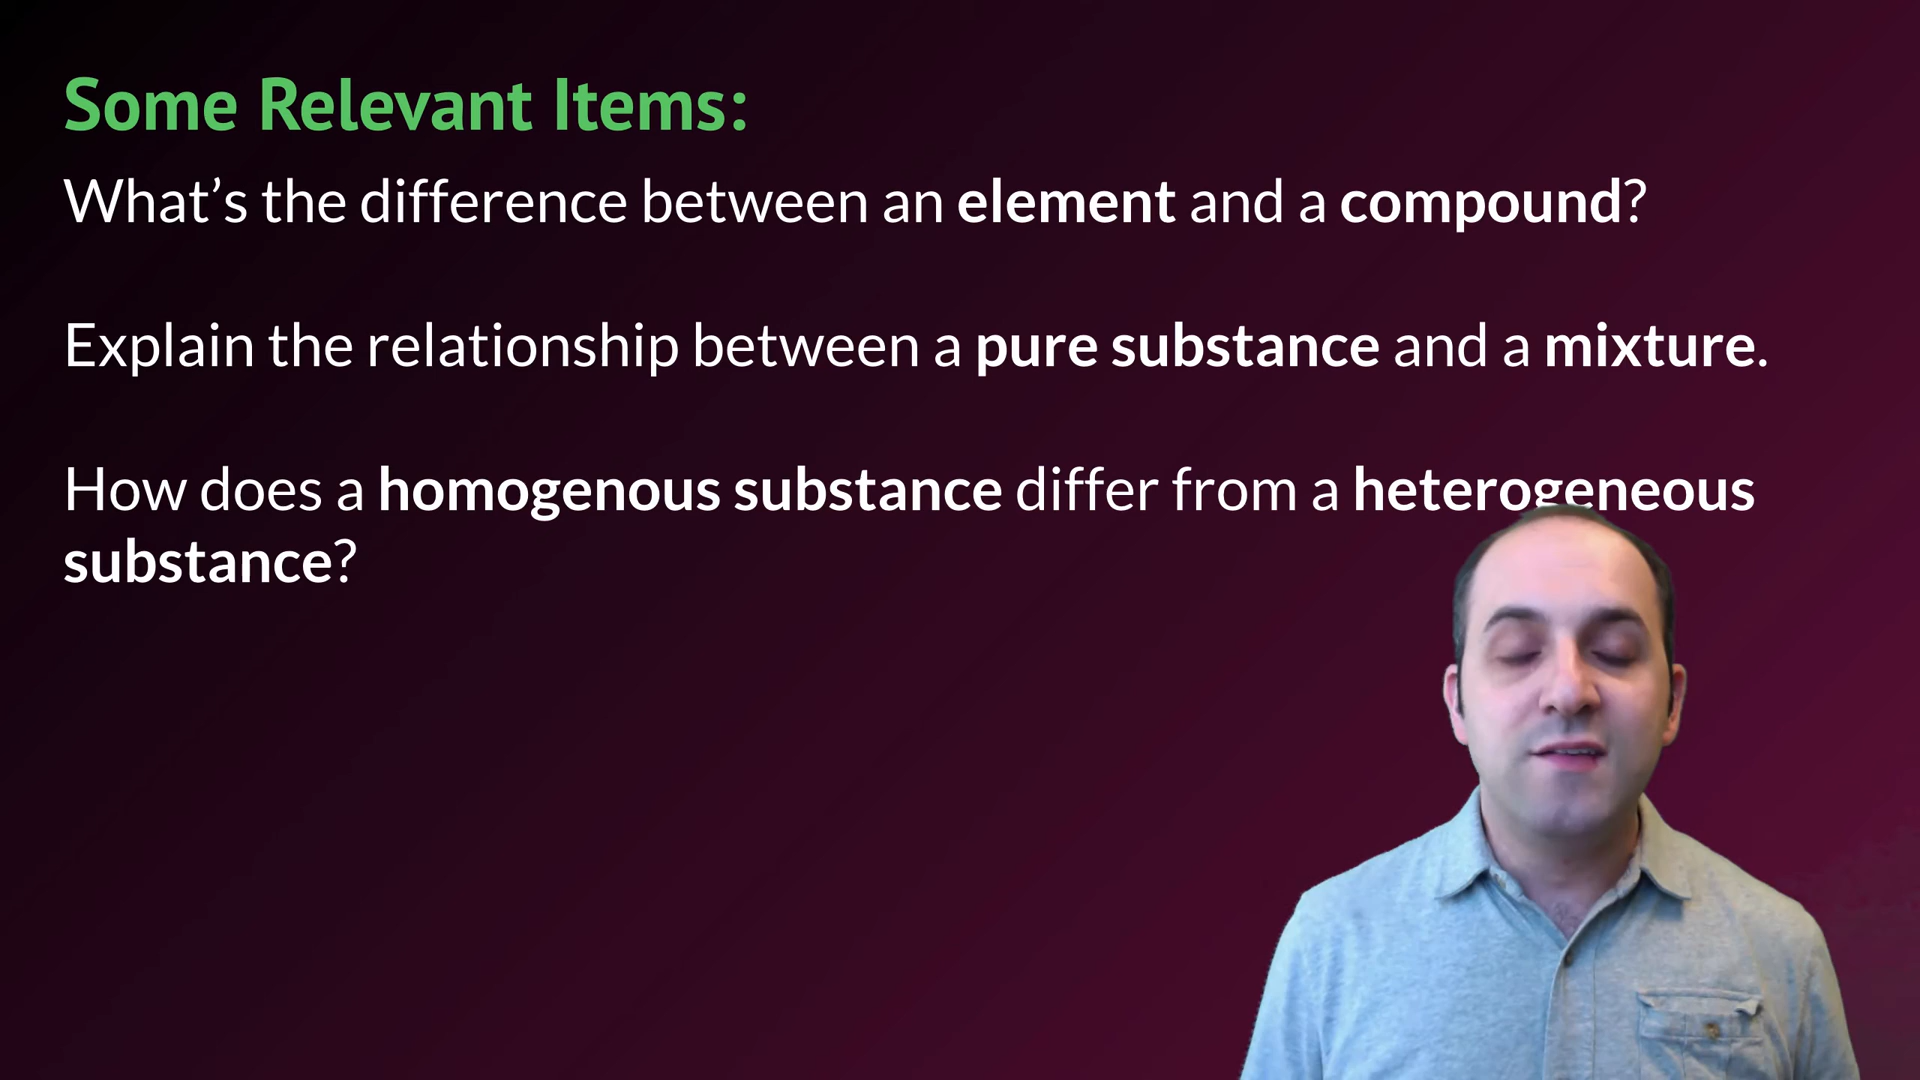 Some Relevant Items:
What’s the difference between an element and a compound?
Explain the relationship between a pure substance and a mixture.
How does a homogenous substance differ from a heterogeneous
substance?